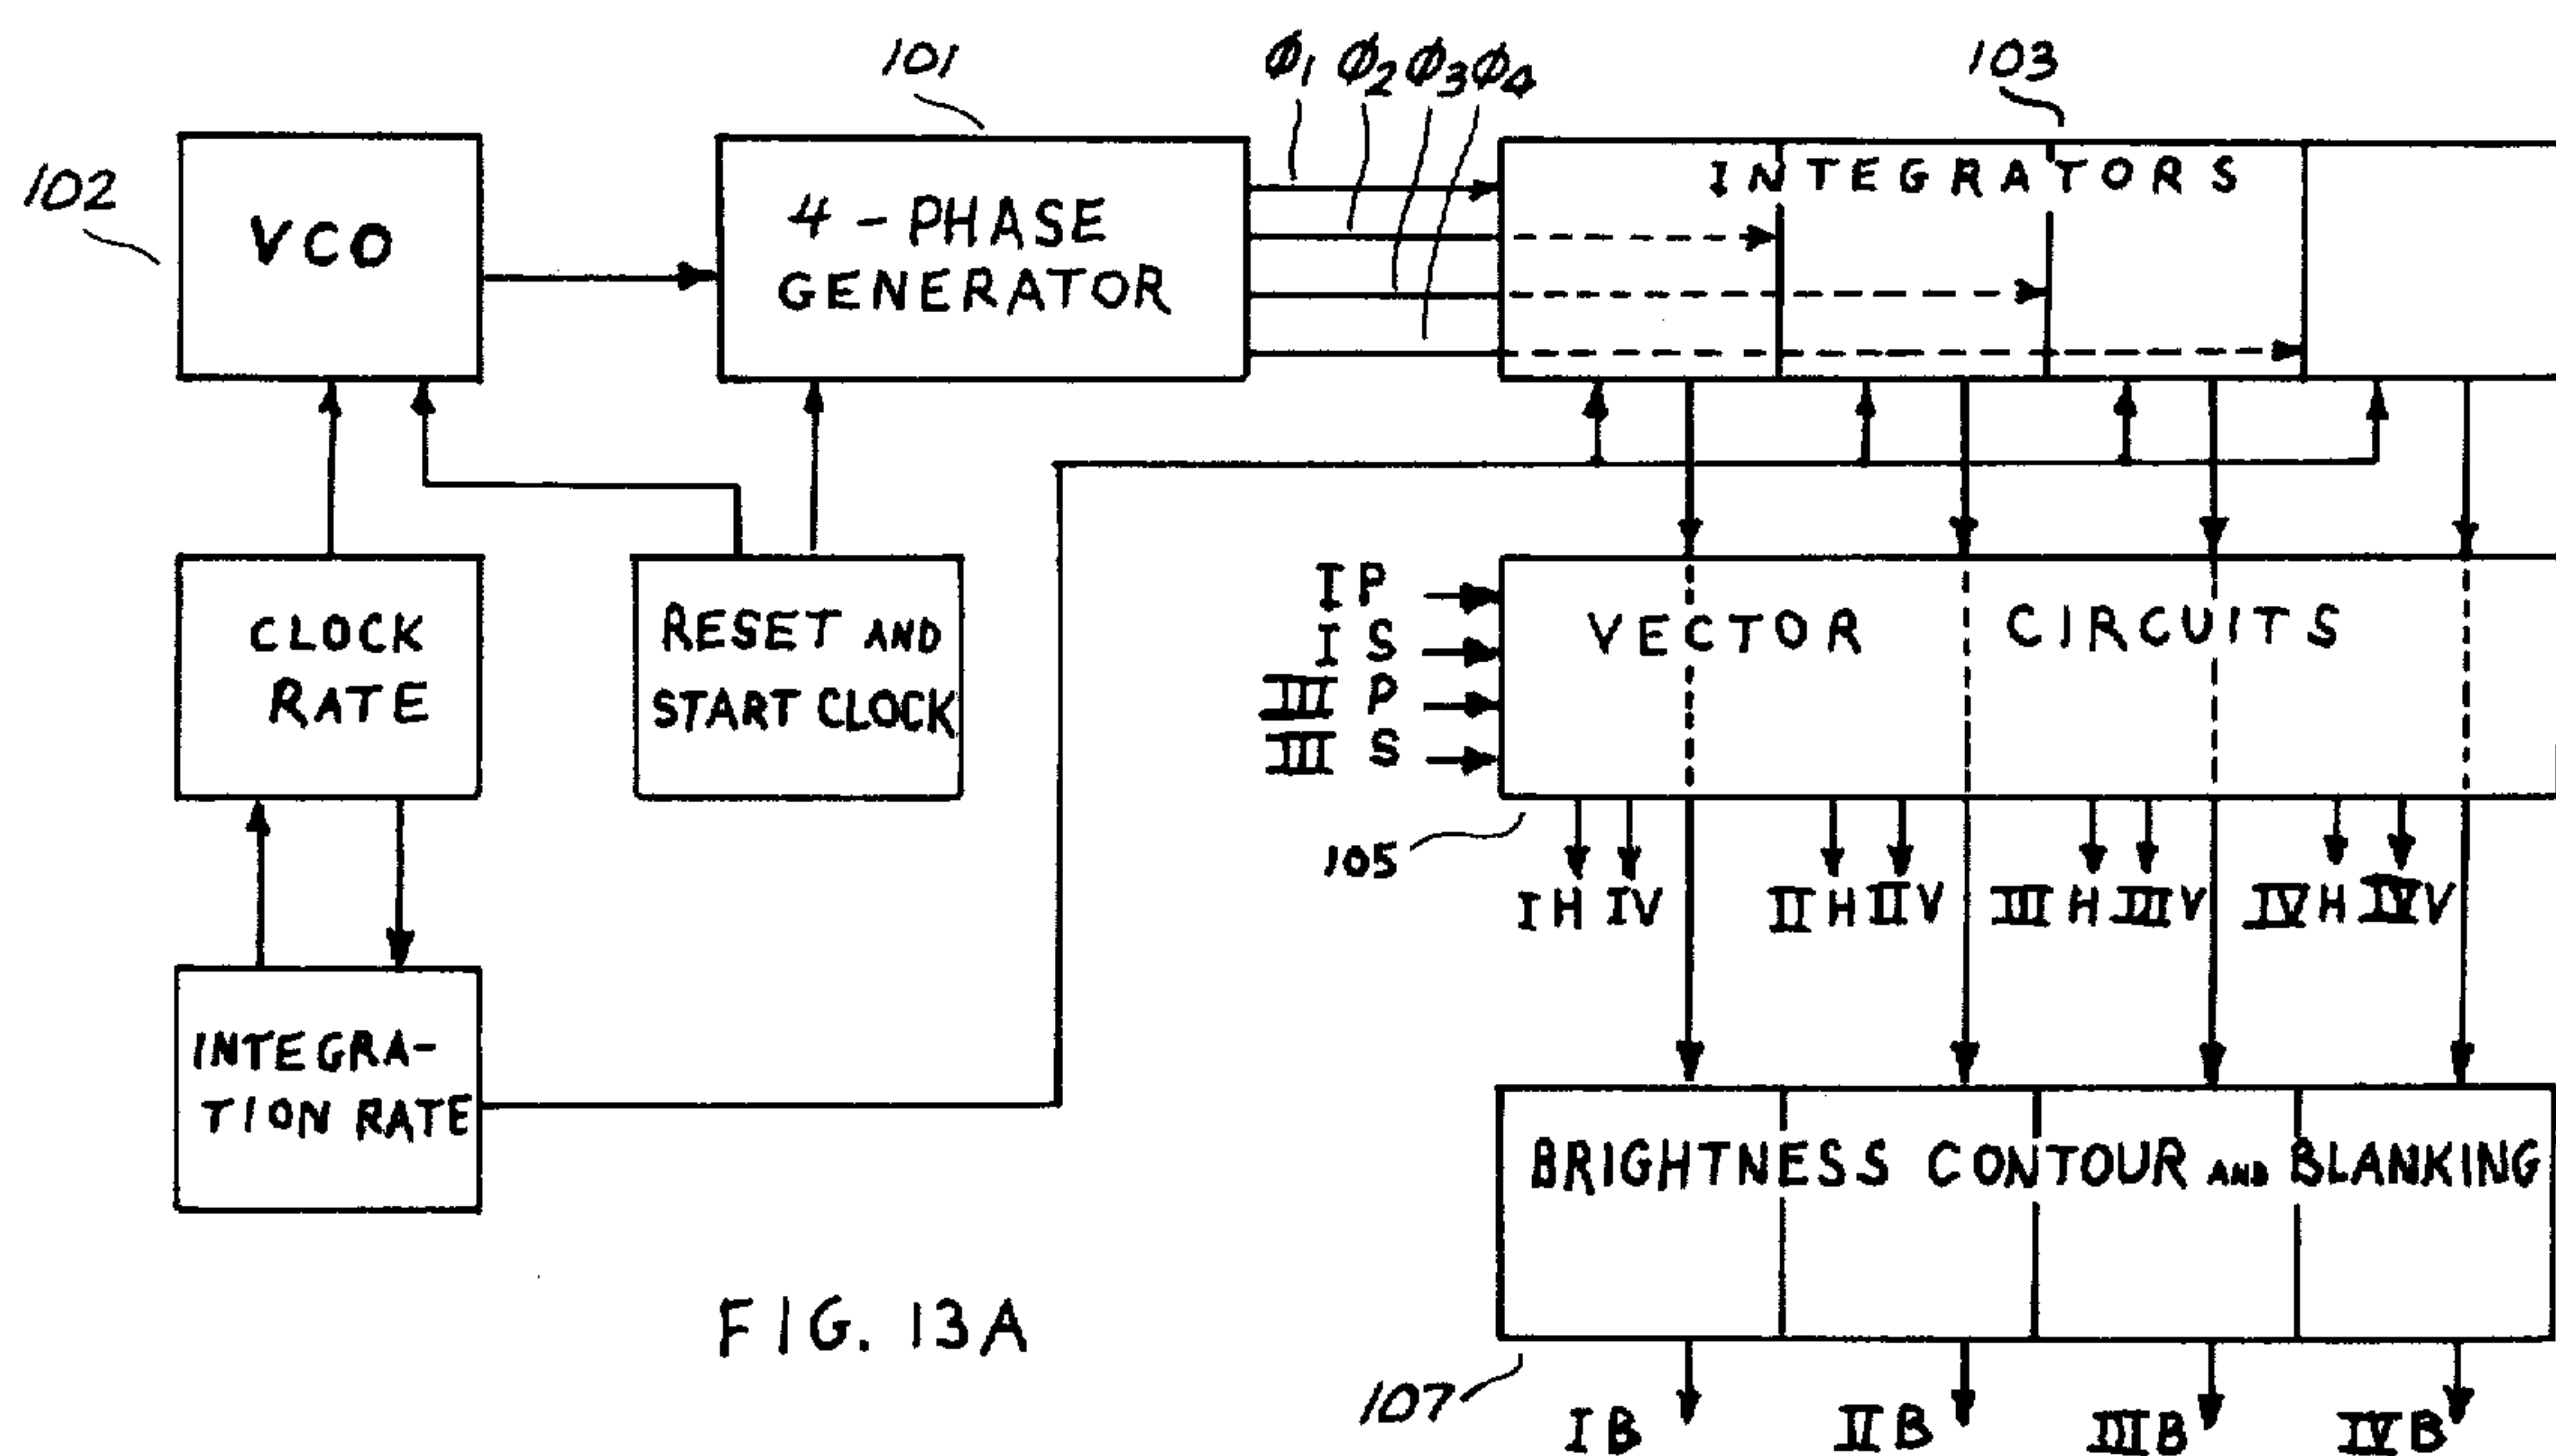 101
ϕ1 ϕ2 ϕ3 ϕ4
103
102
VCO
4-PHASE
GENERATOR
INTEGRATORS
CLOCK
RATE
RESET AND
START CLOCK
IP
IS
III P
III S
VECTOR CIRCUITS
105
IH IV
IIH IIV
IIIH IIIV
IVH IVV
INTEGRA-
TION RATE
BRIGHTNESS CONTOUR AND BLANKING
FIG. 13A
107
IB
IIB
IIIB
IVB